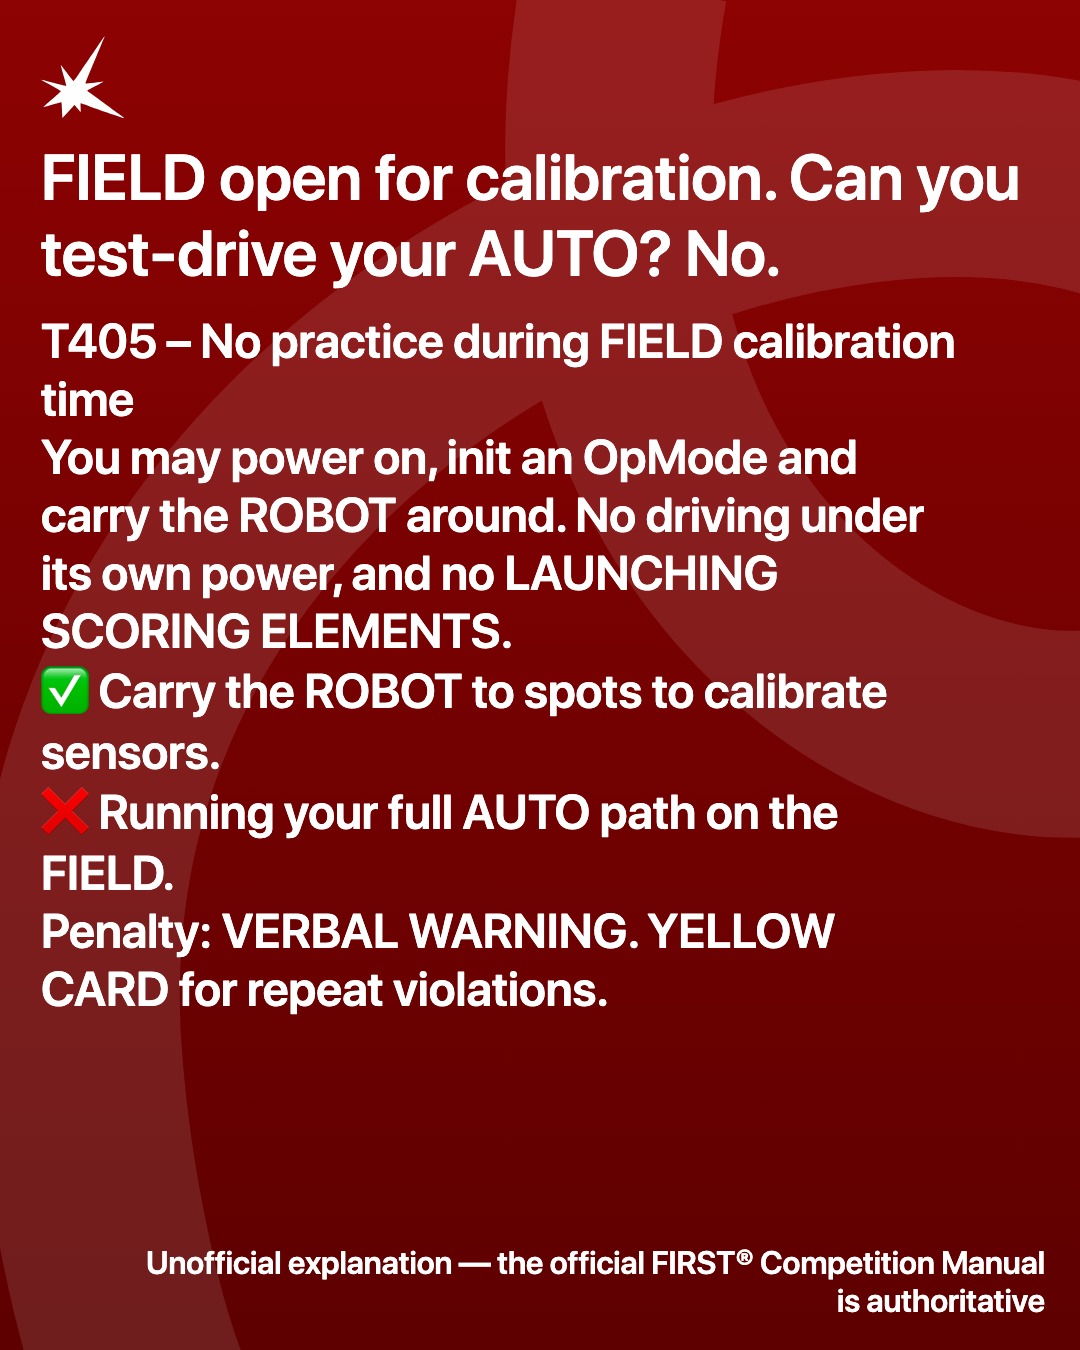 FIELD open for calibration. Can you
test-drive your AUTO? No.
T405 – No practice during FIELD calibration
time
You may power on, init an OpMode and
carry the ROBOT around. No driving under
its own power, and no LAUNCHING
SCORING ELEMENTS.
✅ Carry the ROBOT to spots to calibrate
sensors.
❌ Running your full AUTO path on the
FIELD.
Penalty: VERBAL WARNING. YELLOW
CARD for repeat violations.
Unofficial explanation — the official FIRST® Competition Manual
is authoritative